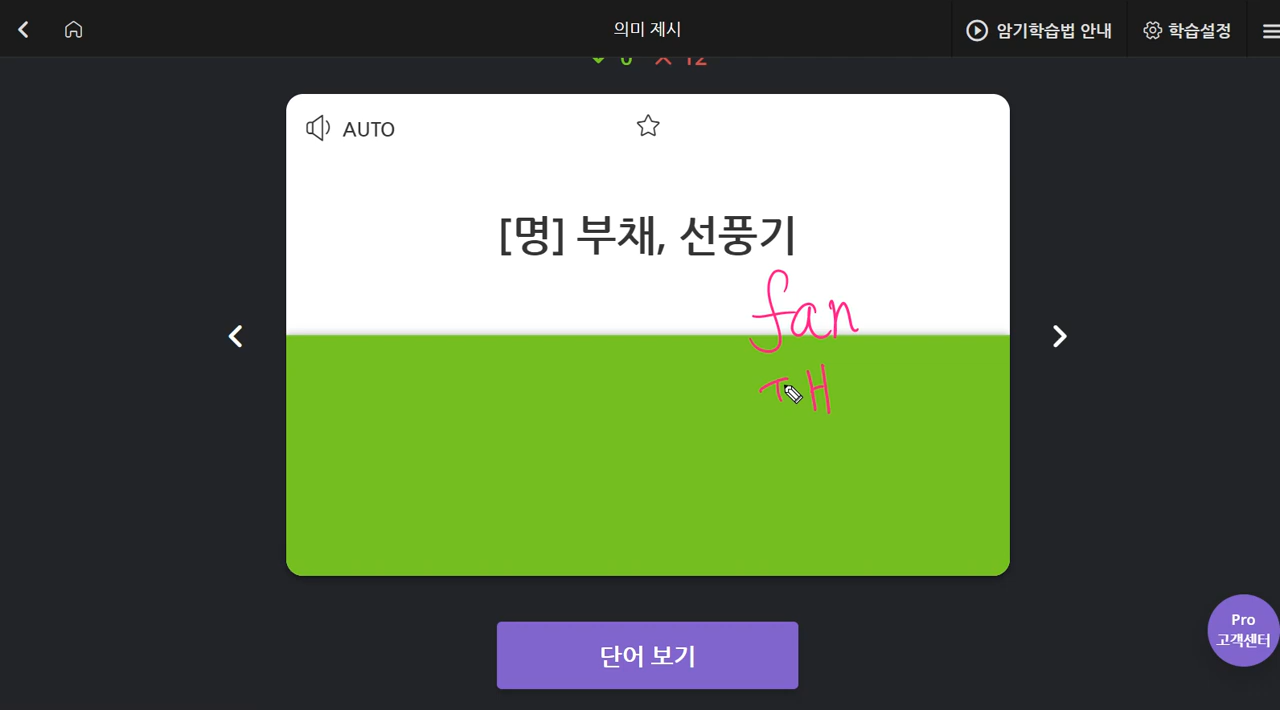 의미 제시
암기학습법 안내
학습설정
AUTO
[명] 부채, 선풍기
fan
단어 보기
Pro
고객센터